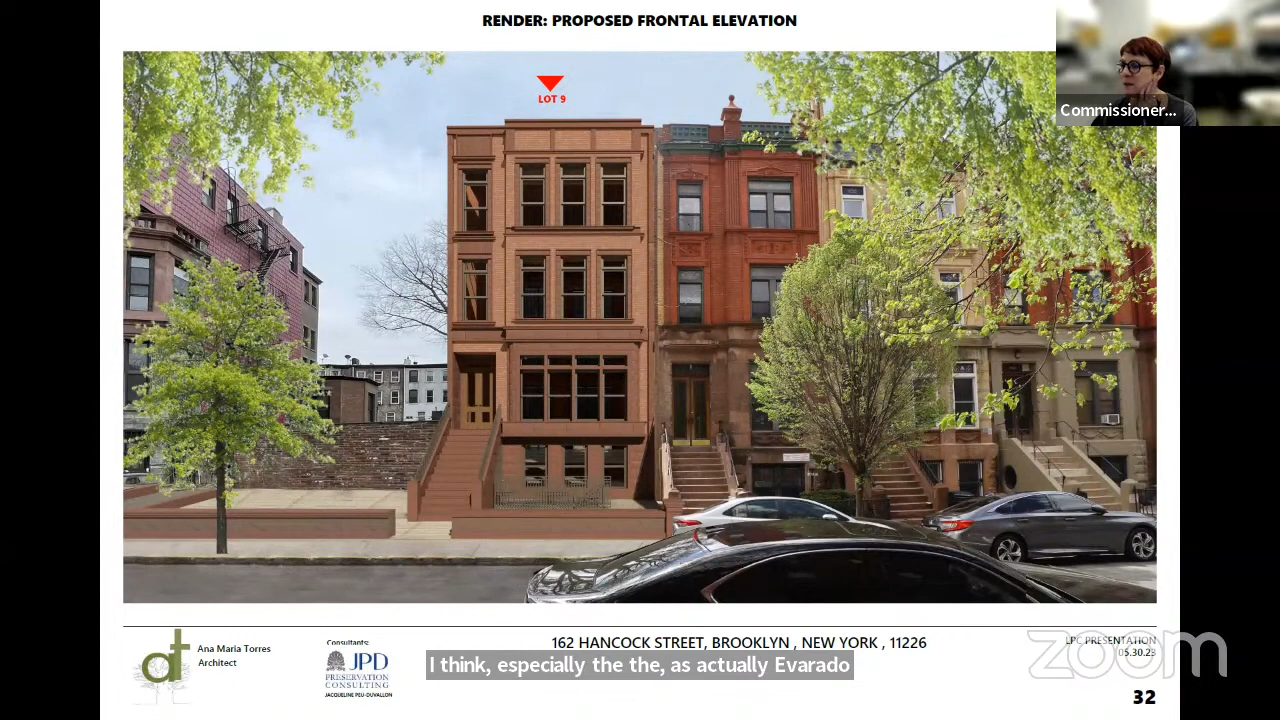 RENDER: PROPOSED FRONTAL ELEVATION
LOT 9
Commissioner...
at
Ana Maria Torres
Architect
Consultants:
JPD
PRESERVATION
CONSULTING
JACQUELINE PEU-DUVALLON
162 HANCOCK STREET, BROOKLYN , NEW YORK , 11226
LPC PRESENTATION
05.30.23
I think, especially the the, as actually Evarado
zoom
32